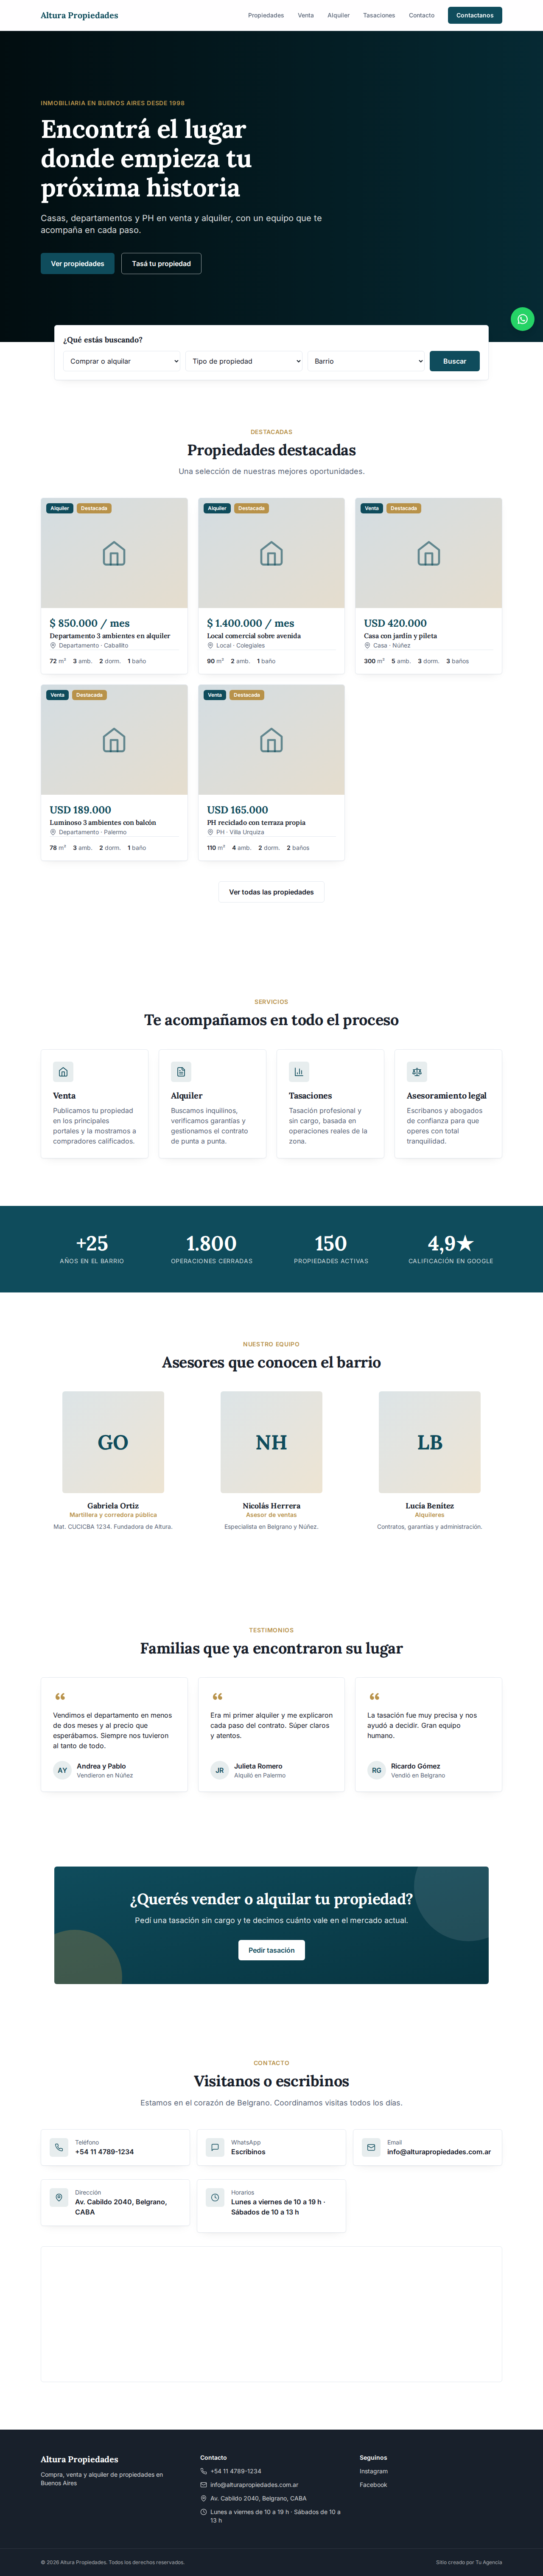 Altura Propiedades
Propiedades
Venta
Alquiler
Tasaciones
Contacto
Contactanos
INMOBILIARIA EN BUENOS AIRES DESDE 1998
Encontrá el lugar
donde empieza tu
próxima historia
Casas, departamentos y PH en venta y alquiler, con un equipo que te
acompaña en cada paso.
Ver propiedades
Tasá tu propiedad
¿Qué estás buscando?
Comprar o alquilar
Tipo de propiedad
Barrio
Buscar
DESTACADAS
Propiedades destacadas
Una selección de nuestras mejores oportunidades.
Alquiler
Destacada
$ 850.000 / mes
Departamento 3 ambientes en alquiler
Departamento · Caballito
72 m² 3 amb. 2 dorm. 1 baño
Alquiler
Destacada
$ 1.400.000 / mes
Local comercial sobre avenida
Local · Colegiales
90 m² 2 amb. 1 baño
Venta
Destacada
USD 420.000
Casa con jardín y pileta
Casa · Núñez
300 m² 5 amb. 3 dorm. 3 baños
Venta
Destacada
USD 189.000
Luminoso 3 ambientes con balcón
Departamento · Palermo
78 m² 3 amb. 2 dorm. 1 baño
Venta
Destacada
USD 165.000
PH reciclado con terraza propia
PH · Villa Urquiza
110 m² 4 amb. 2 dorm. 2 baños
Ver todas las propiedades
SERVICIOS
Te acompañamos en todo el proceso
Venta
Publicamos tu propiedad
en los principales
portales y la mostramos a
compradores calificados.
Alquiler
Buscamos inquilinos,
verificamos garantías y
gestionamos el contrato
de punta a punta.
Tasaciones
Tasación profesional y
sin cargo, basada en
operaciones reales de la
zona.
Asesoramiento legal
Escribanos y abogados
de confianza para que
operes con total
tranquilidad.
+25
AÑOS EN EL BARRIO
1.800
OPERACIONES CERRADAS
150
PROPIEDADES ACTIVAS
4,9★
CALIFICACIÓN EN GOOGLE
NUESTRO EQUIPO
Asesores que conocen el barrio
GO
Gabriela Ortiz
Martillera y corredora pública
Mat. CUCICBA 1234. Fundadora de Altura.
NH
Nicolás Herrera
Asesor de ventas
Especialista en Belgrano y Núñez.
LB
Lucía Benítez
Alquileres
Contratos, garantías y administración.
TESTIMONIOS
Familias que ya encontraron su lugar
“
Vendimos el departamento en menos
de dos meses y al precio que
esperábamos. Siempre nos tuvieron
al tanto de todo.
AY
Andrea y Pablo
Vendieron en Núñez
“
Era mi primer alquiler y me explicaron
cada paso del contrato. Súper claros
y atentos.
JR
Julieta Romero
Alquiló en Palermo
“
La tasación fue muy precisa y nos
ayudó a decidir. Gran equipo
humano.
RG
Ricardo Gómez
Vendió en Belgrano
¿Querés vender o alquilar tu propiedad?
Pedí una tasación sin cargo y te decimos cuánto vale en el mercado actual.
Pedir tasación
CONTACTO
Visitanos o escribinos
Estamos en el corazón de Belgrano. Coordinamos visitas todos los días.
Teléfono
+54 11 4789-1234
WhatsApp
Escribinos
Email
info@alturapropiedades.com.ar
Dirección
Av. Cabildo 2040, Belgrano,
CABA
Horarios
Lunes a viernes de 10 a 19 h ·
Sábados de 10 a 13 h
Altura Propiedades
Compra, venta y alquiler de propiedades en
Buenos Aires
Contacto
+54 11 4789-1234
info@alturapropiedades.com.ar
Av. Cabildo 2040, Belgrano, CABA
Lunes a viernes de 10 a 19 h · Sábados de 10 a
13 h
Seguinos
Instagram
Facebook
© 2026 Altura Propiedades. Todos los derechos reservados.
Sitio creado por Tu Agencia